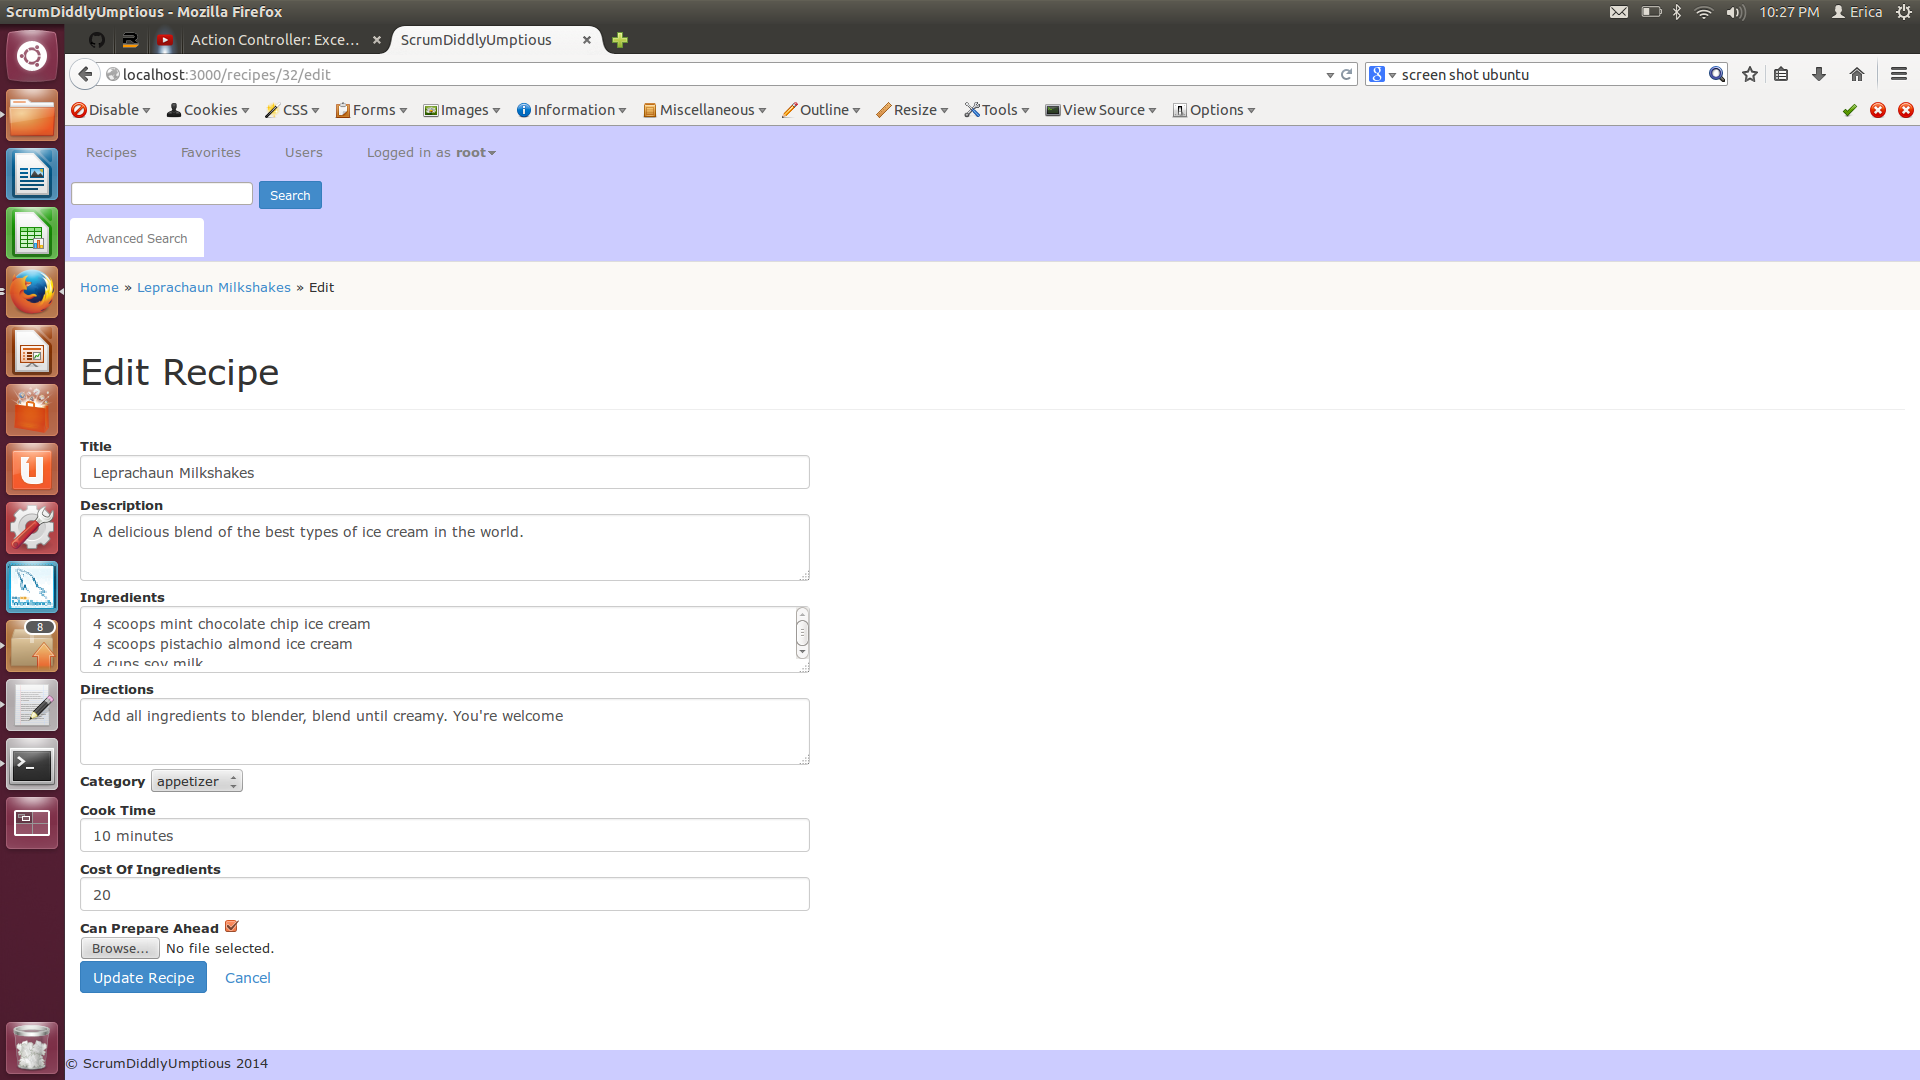 ScrumDiddlyUmptious - Mozilla Firefox
10:27 PM Erica
Action Controller: Exce...
ScrumDiddlyUmptious
localhost:3000/recipes/32/edit
screen shot ubuntu
Disable Cookies CSS Forms Images Information Miscellaneous Outline Resize Tools View Source Options
Recipes Favorites Users Logged in as root
Search
Advanced Search
Home » Leprachaun Milkshakes » Edit
Edit Recipe
Title
Leprachaun Milkshakes
Description
A delicious blend of the best types of ice cream in the world.
Ingredients
4 scoops mint chocolate chip ice cream
4 scoops pistachio almond ice cream
4 cups soy milk
Directions
Add all ingredients to blender, blend until creamy. You're welcome
Category appetizer
Cook Time
10 minutes
Cost Of Ingredients
20
Can Prepare Ahead
Browse... No file selected.
Update Recipe Cancel
© ScrumDiddlyUmptious 2014
8